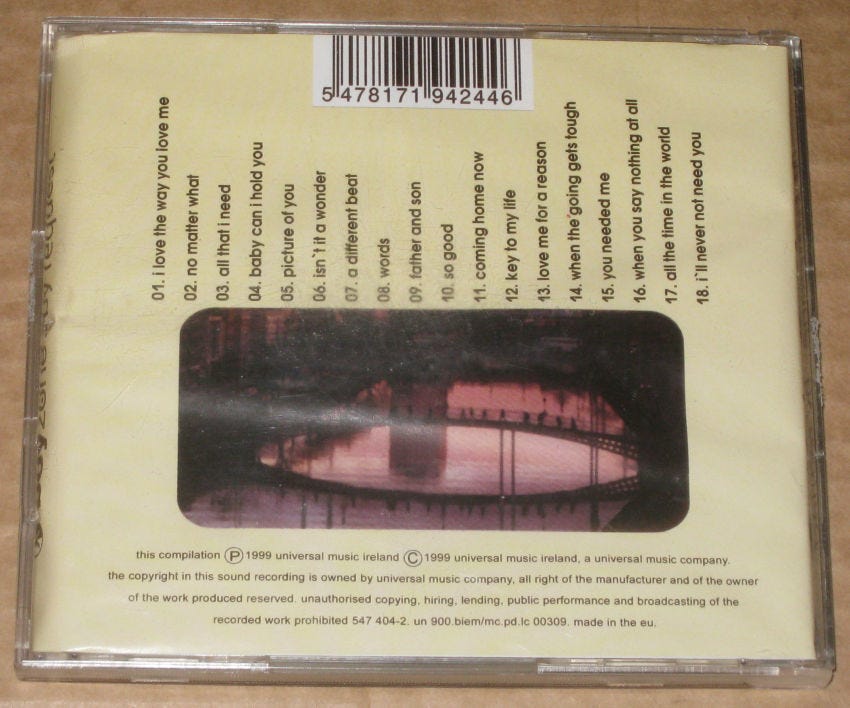 5 478171 942446
01. i love the way you love me
02. no matter what
03. all that i need
04. baby can i hold you
05. picture of you
06. isn`t it a wonder
07. a different beat
08. words
09. father and son
10. so good
11. coming home now
12. key to my life
13. love me for a reason
14. when the going gets tough
15. you needed me
16. when you say nothing at all
17. all the time in the world
18. i`ll never not need you
this compilation Ⓟ 1999 universal music ireland © 1999 universal music ireland, a universal music company.
the copyright in this sound recording is owned by universal music company, all right of the manufacturer and of the owner
of the work produced reserved. unauthorised copying, hiring, lending, public performance and broadcasting of the
recorded work prohibited 547 404-2. un 900.biem/mc.pd.lc 00309. made in the eu.
by request